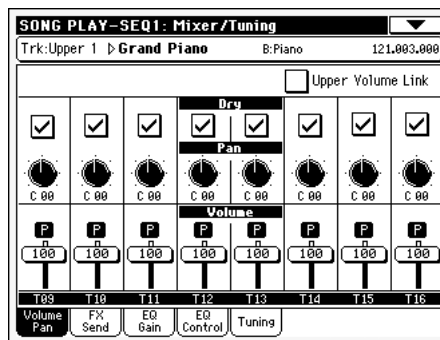 SONG PLAY-SEQ1: Mixer/Tuning
Trk:Upper 1 ▷Grand Piano B:Piano 121.003.000
Upper Volume Link
Dry
Pan
C 00 C 00 C 00 C 00 C 00 C 00 C 00 C 00
Volume
P P P P P P P P
100 100 100 100 100 100 100 100
T09 T10 T11 T12 T13 T14 T15 T16
Volume Pan FX Send EQ Gain EQ Control Tuning